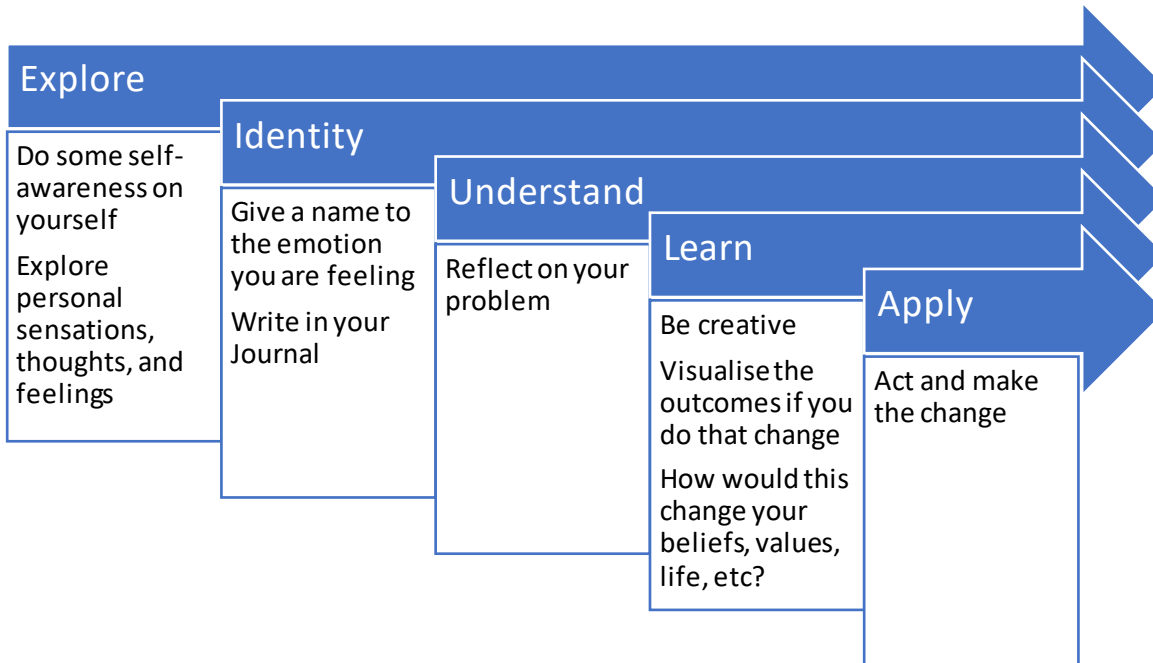 Explore
Do some self-
awareness on
yourself
Explore
personal
sensations,
thoughts, and
feelings
Identity
Give a name to
the emotion
you are feeling
Write in your
Journal
Understand
Reflect on your
problem
Learn
Be creative
Visualise the
outcomes if you
do that change
How would this
change your
beliefs, values,
life, etc?
Apply
Act and make
the change